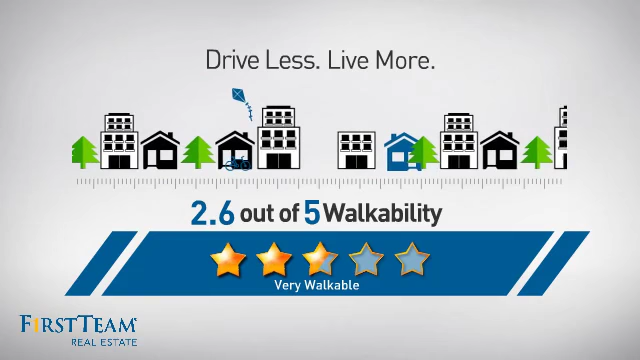 Drive Less. Live More.
2.6 out of 5 Walkability
Very Walkable
FIRSTTEAM®
REAL ESTATE